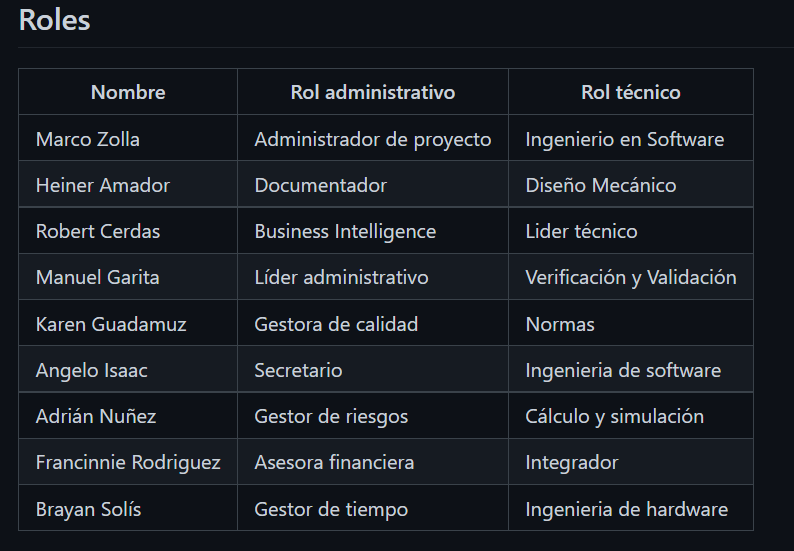 Roles
Nombre Rol administrativo Rol técnico
Marco Zolla Administrador de proyecto Ingenierio en Software
Heiner Amador Documentador Diseño Mecánico
Robert Cerdas Business Intelligence Lider técnico
Manuel Garita Líder administrativo Verificación y Validación
Karen Guadamuz Gestora de calidad Normas
Angelo Isaac Secretario Ingenieria de software
Adrián Nuñez Gestor de riesgos Cálculo y simulación
Francinnie Rodriguez Asesora financiera Integrador
Brayan Solís Gestor de tiempo Ingenieria de hardware